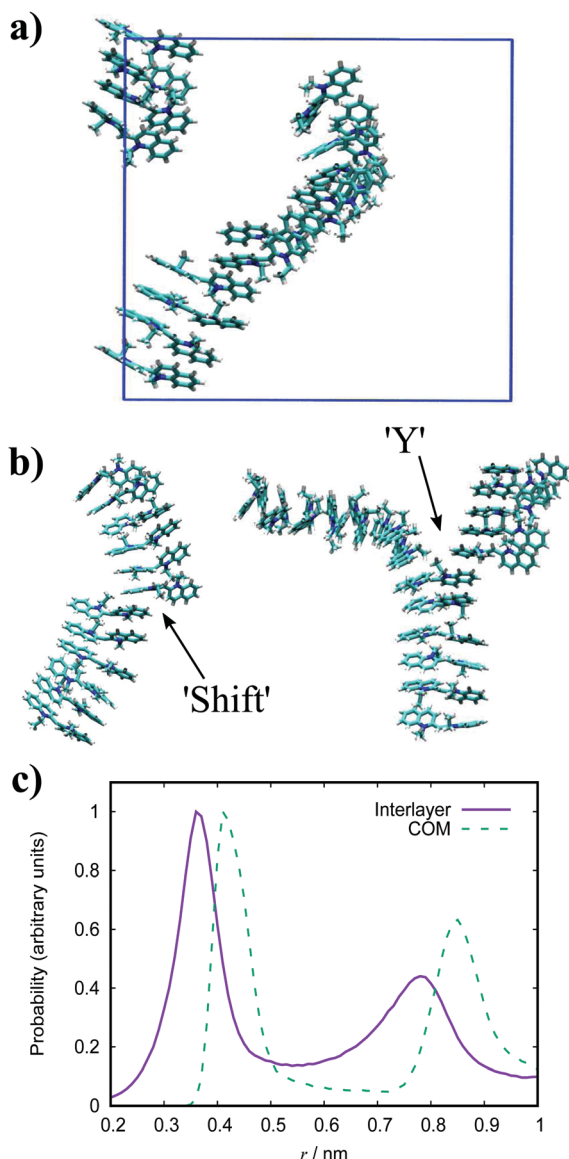 a)
b)
'Y'
'Shift'
c)
Probability (arbitrary units)
1
0.8
0.6
0.4
0.2
0
Interlayer
COM
0.2 0.3 0.4 0.5 0.6 0.7 0.8 0.9 1
r / nm